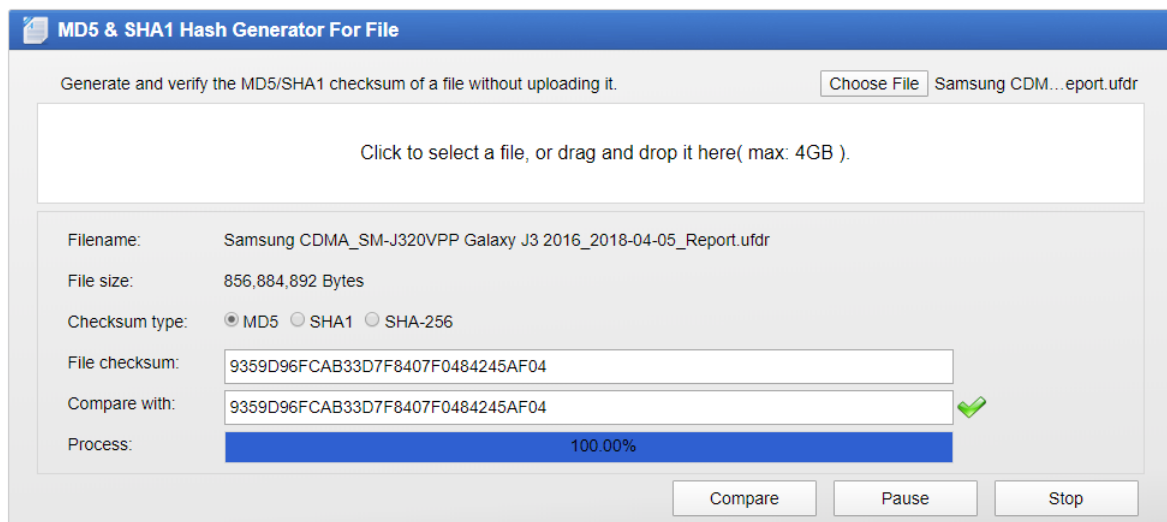 MD5 & SHA1 Hash Generator For File
Generate and verify the MD5/SHA1 checksum of a file without uploading it. Choose File Samsung CDM...eport.ufdr
Click to select a file, or drag and drop it here( max: 4GB ).
Filename: Samsung CDMA_SM-J320VPP Galaxy J3 2016_2018-04-05_Report.ufdr
File size: 856,884,892 Bytes
Checksum type: MD5 SHA1 SHA-256
File checksum: 9359D96FCAB33D7F8407F0484245AF04
Compare with: 9359D96FCAB33D7F8407F0484245AF04
Process: 100.00%
Compare Pause Stop